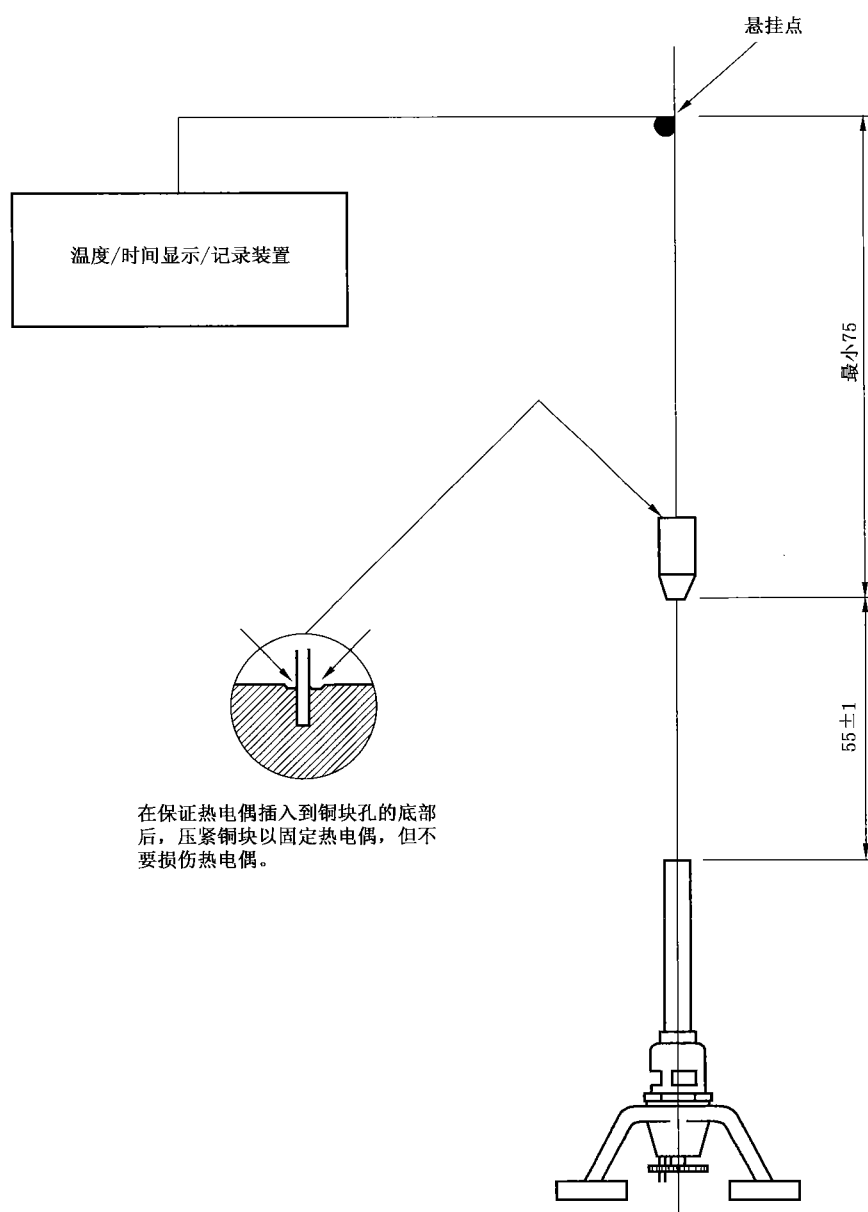 悬挂点
温度/时间显示/记录装置
最小75
55±1
在保证热电偶插入到铜块孔的底部
后，压紧铜块以固定热电偶，但不
要损伤热电偶。